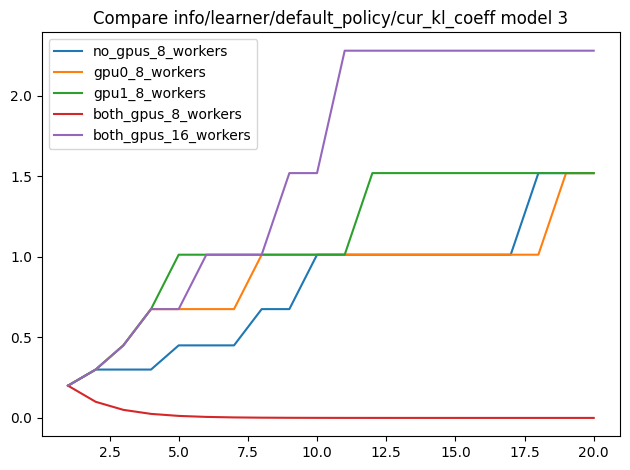 Compare info/learner/default_policy/cur_kl_coeff model 3
no_gpus_8_workers
gpu0_8_workers
gpu1_8_workers
both_gpus_8_workers
both_gpus_16_workers
2.0
1.5
1.0
0.5
0.0
2.5 5.0 7.5 10.0 12.5 15.0 17.5 20.0